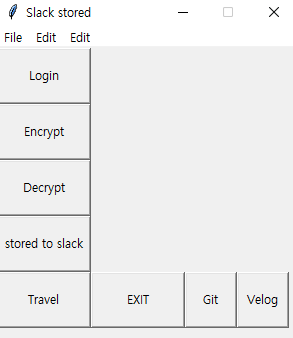 Slack stored
File Edit Edit
Login
Encrypt
Decrypt
stored to slack
Travel EXIT Git Velog